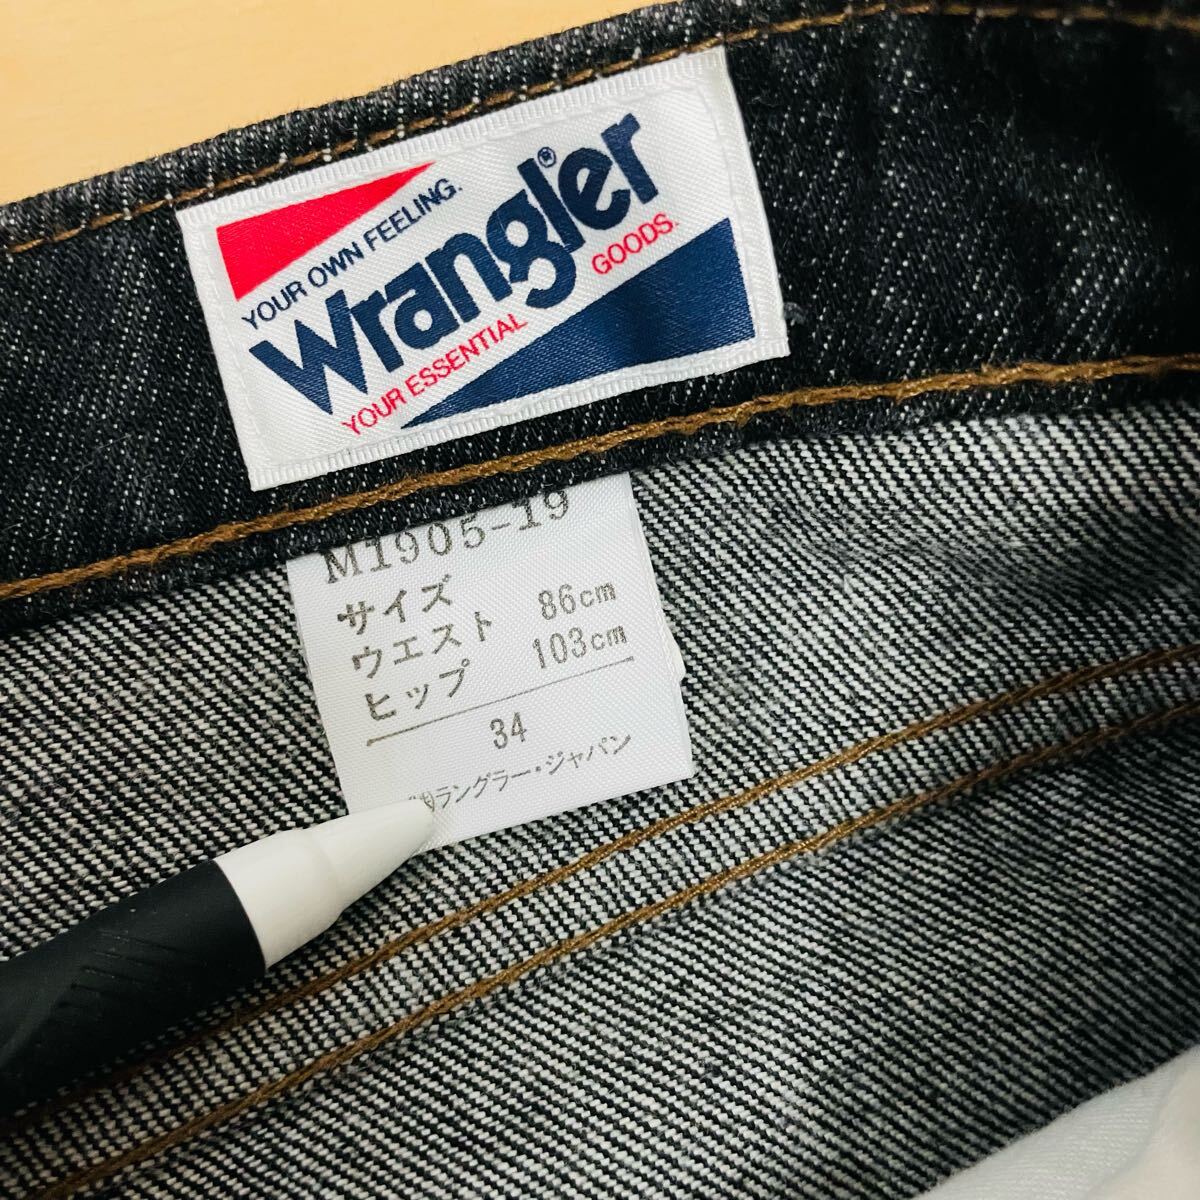 YOUR OWN FEELING.
Wrangler®
YOUR ESSENTIAL GOODS.
M1905-19
サイズ
ウエスト 86cm
ヒップ 103cm
34
㈱ラングラー・ジャパン